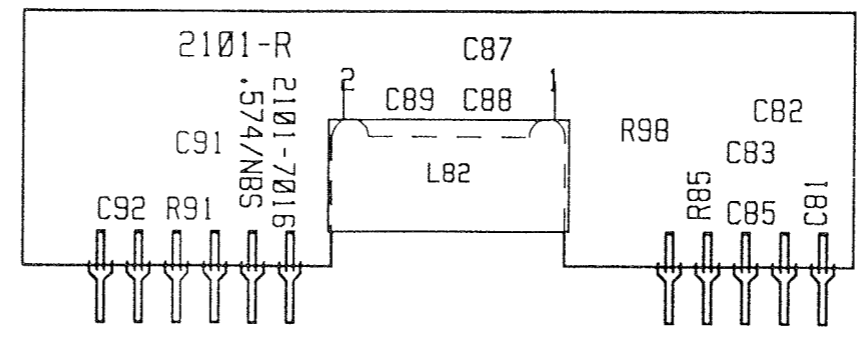 2101-R
C87
2
1
C89
C88
C82
R98
C91
.574/NBS
2101-7016
C83
L82
C92
R91
R85
C85
C81